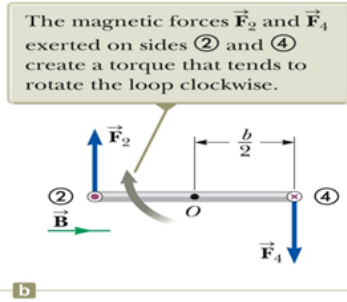 The magnetic forces F⃗₂ and F⃗₄
exerted on sides ② and ④
create a torque that tends to
rotate the loop clockwise.
F⃗₂
b
2
②
④
O
B⃗
F⃗₄
b